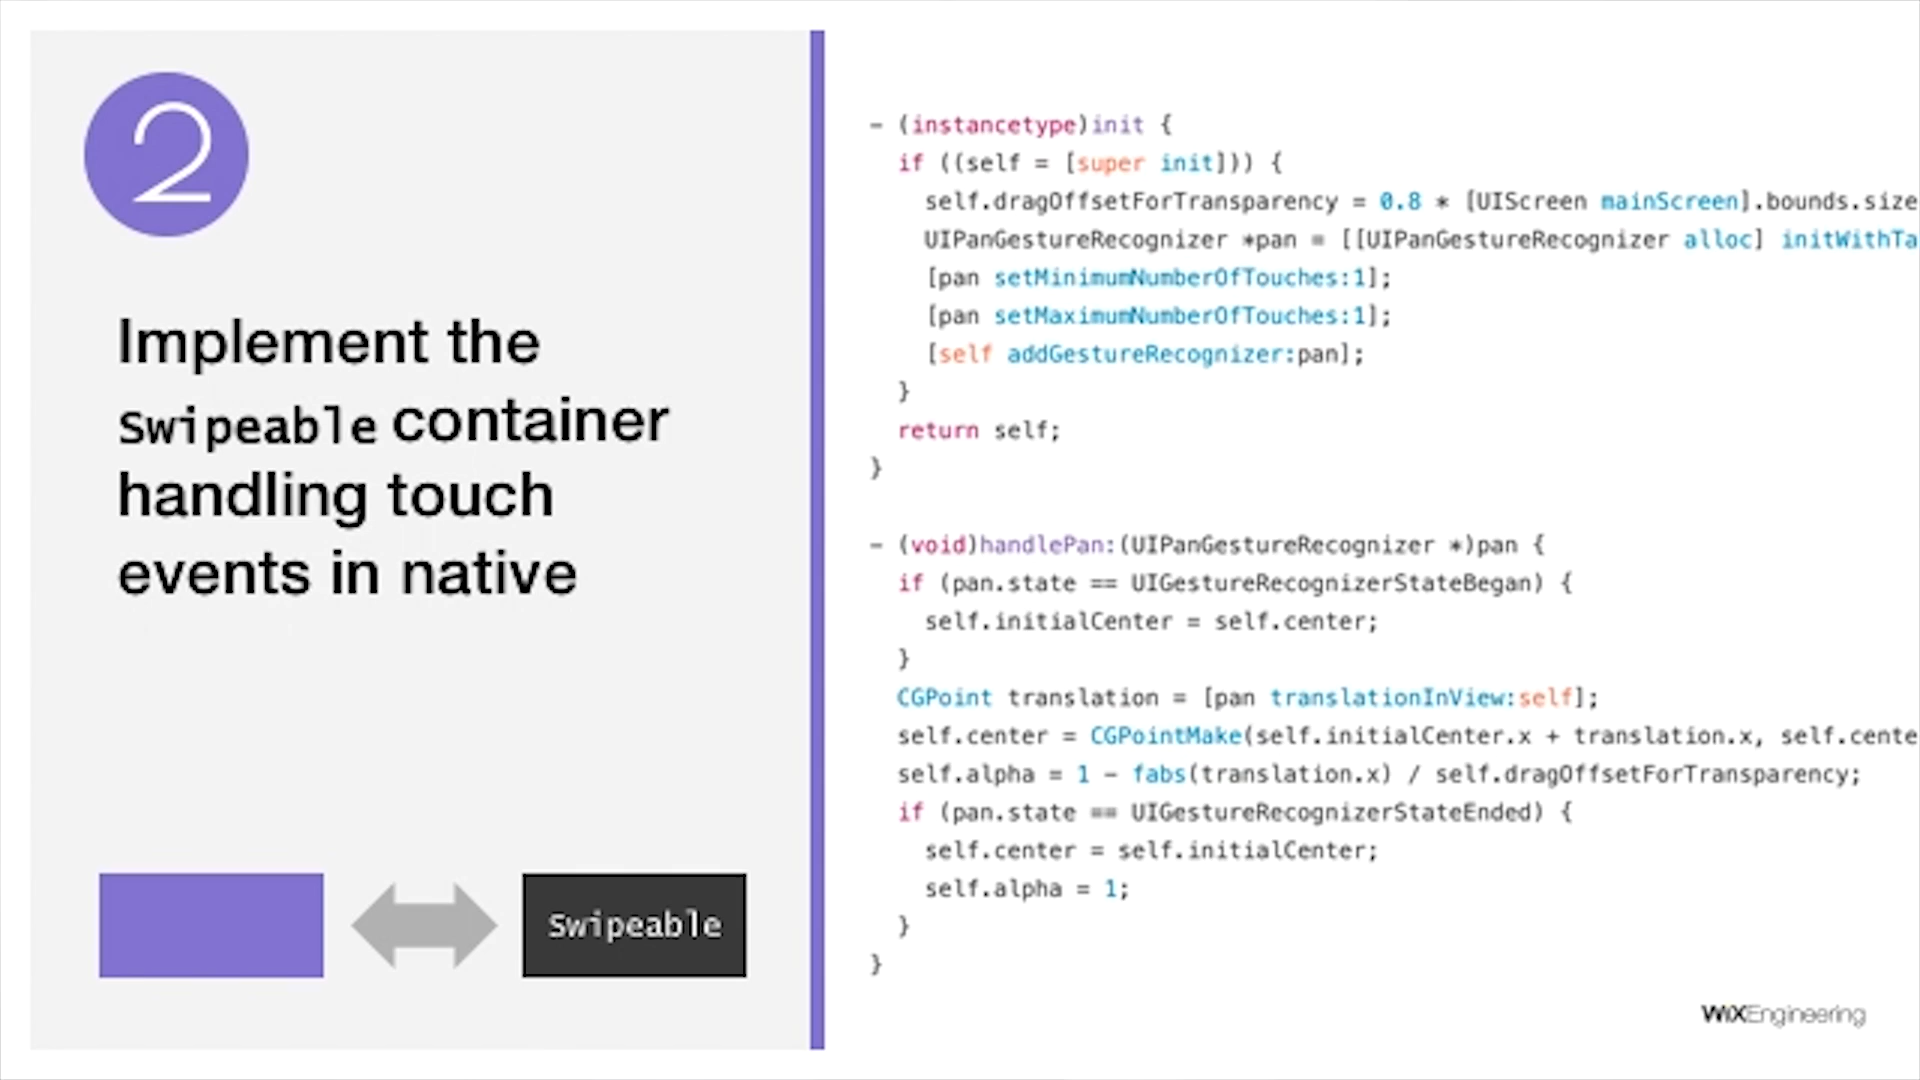 2
Implement the
Swipeable container
handling touch
events in native
Swipeable
- (instancetype)init {
if ((self = [super init])) {
self.dragOffsetForTransparency = 0.8 * [UIScreen mainScreen].bounds.size
UIPanGestureRecognizer *pan = [[UIPanGestureRecognizer alloc] initWithTa
[pan setMinimumNumberOfTouches:1];
[pan setMaximumNumberOfTouches:1];
[self addGestureRecognizer:pan];
}
return self;
}
- (void)handlePan:(UIPanGestureRecognizer *)pan {
if (pan.state == UIGestureRecognizerStateBegan) {
self.initialCenter = self.center;
}
CGPoint translation = [pan translationInView:self];
self.center = CGPointMake(self.initialCenter.x + translation.x, self.cente
self.alpha = 1 - fabs(translation.x) / self.dragOffsetForTransparency;
if (pan.state == UIGestureRecognizerStateEnded) {
self.center = self.initialCenter;
self.alpha = 1;
}
}
WiXEngineering